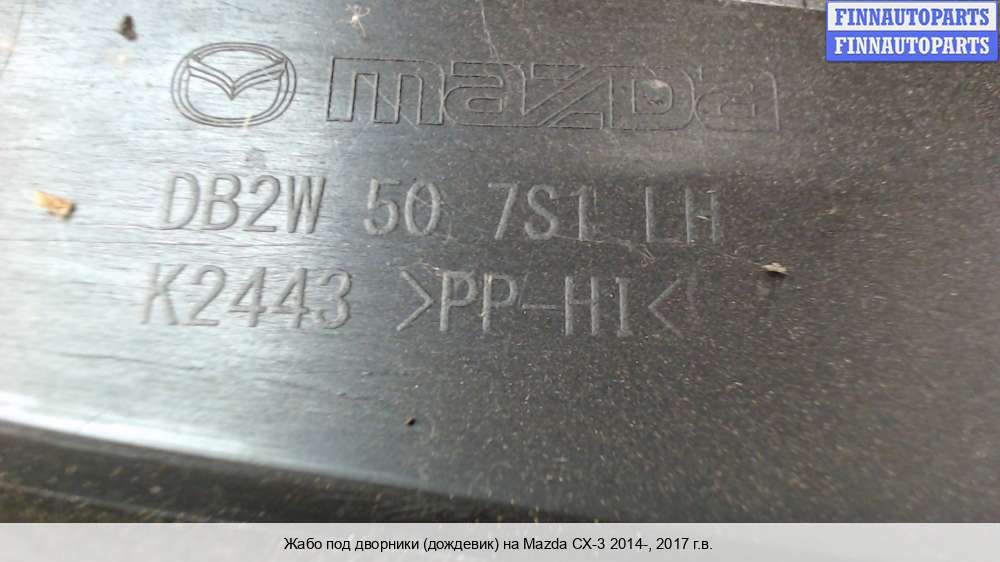 FINNAUTOPARTS
FINNAUTOPARTS
mazda
DB2W 50 7S1 LH
K2443 >PP-HI<
Жабо под дворники (дождевик) на Mazda CX-3 2014-, 2017 г.в.